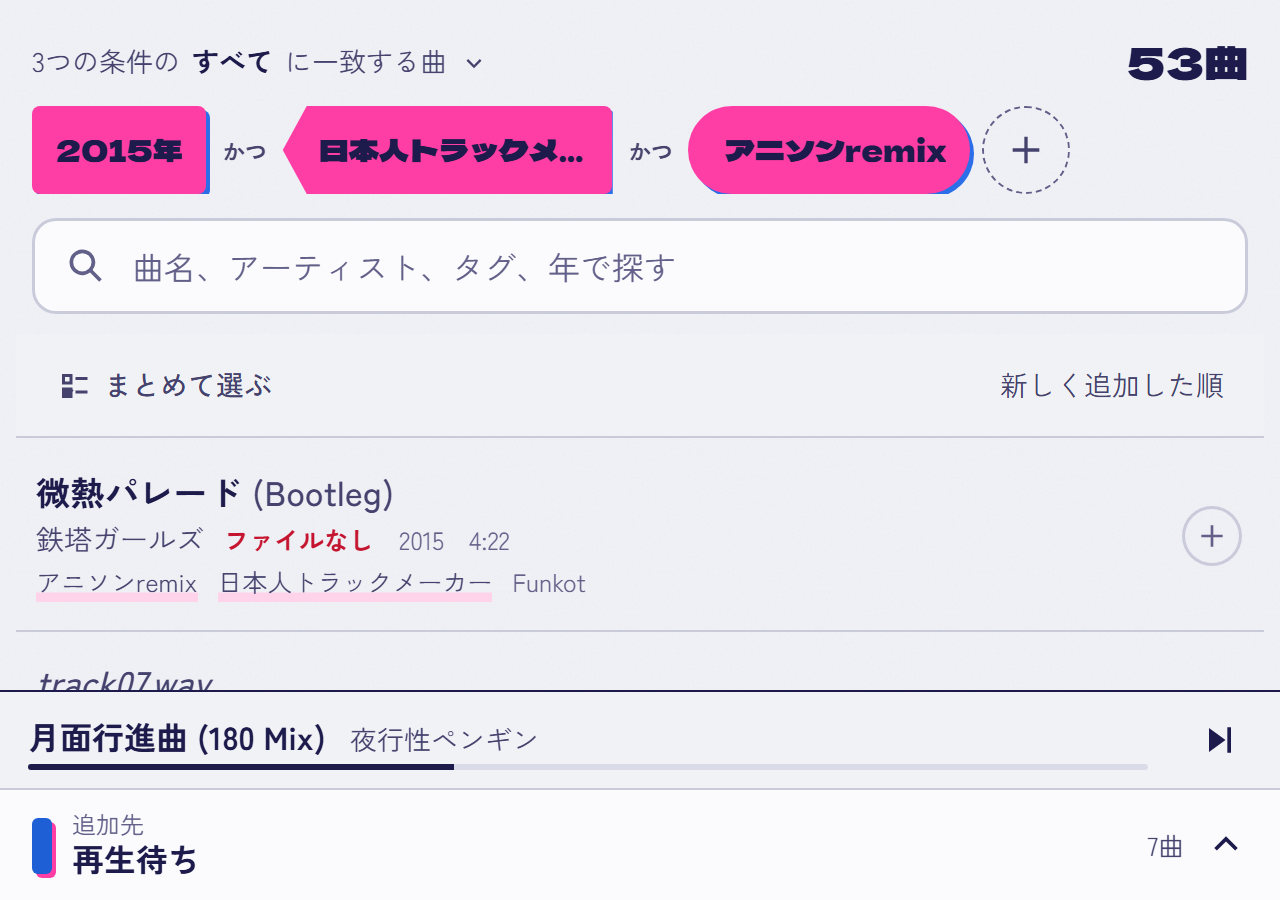 3つの条件の すべて に一致する曲
53曲
2015年 かつ 日本人トラックメ… かつ アニソンremix
曲名、アーティスト、タグ、年で探す
まとめて選ぶ
新しく追加した順
微熱パレード (Bootleg)
鉄塔ガールズ ファイルなし 2015 4:22
アニソンremix 日本人トラックメーカー Funkot
track07.wav
月面行進曲 (180 Mix) 夜行性ペンギン
追加先
再生待ち
7曲